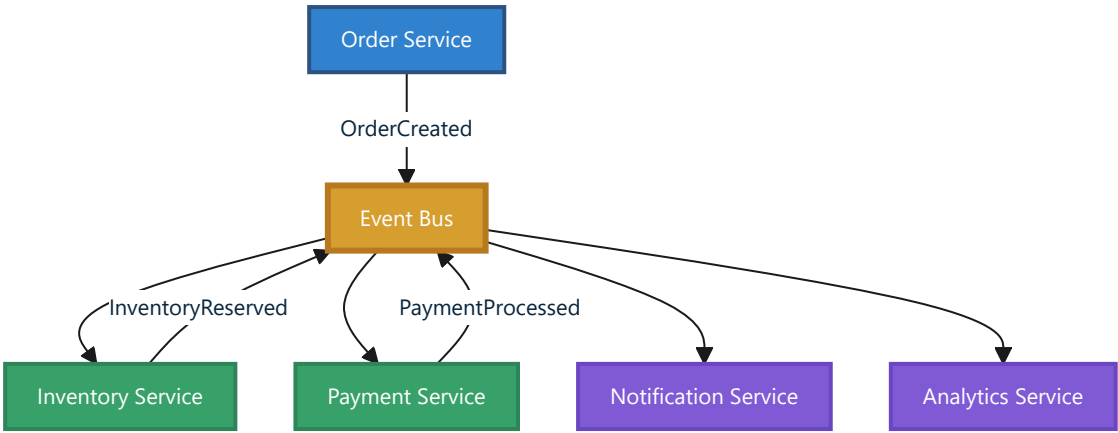 Order Service
OrderCreated
Event Bus
InventoryReserved
PaymentProcessed
Inventory Service
Payment Service
Notification Service
Analytics Service